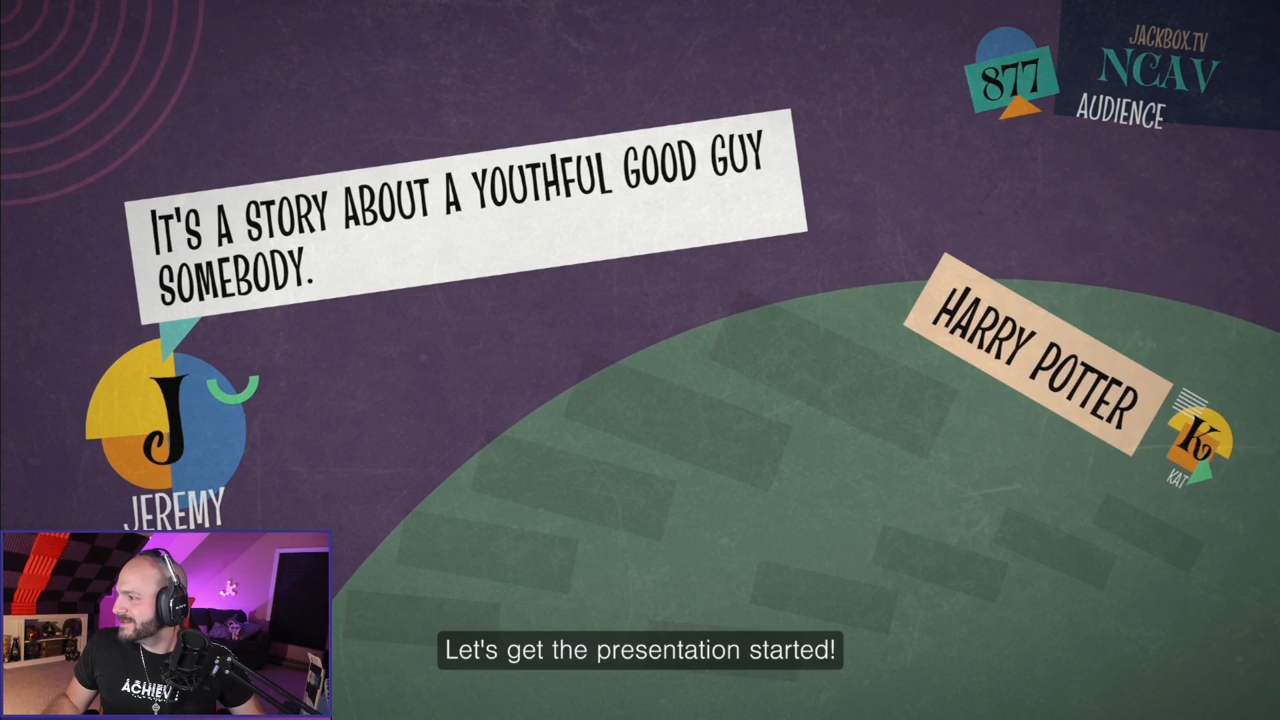 JACKBOX.TV
877
NCAV
AUDIENCE
IT'S A STORY ABOUT A YOUTHFUL GOOD GUY
SOMEBODY.
HARRY POTTER
J
K
KAT
JEREMY
ACHIEV
Let's get the presentation started!